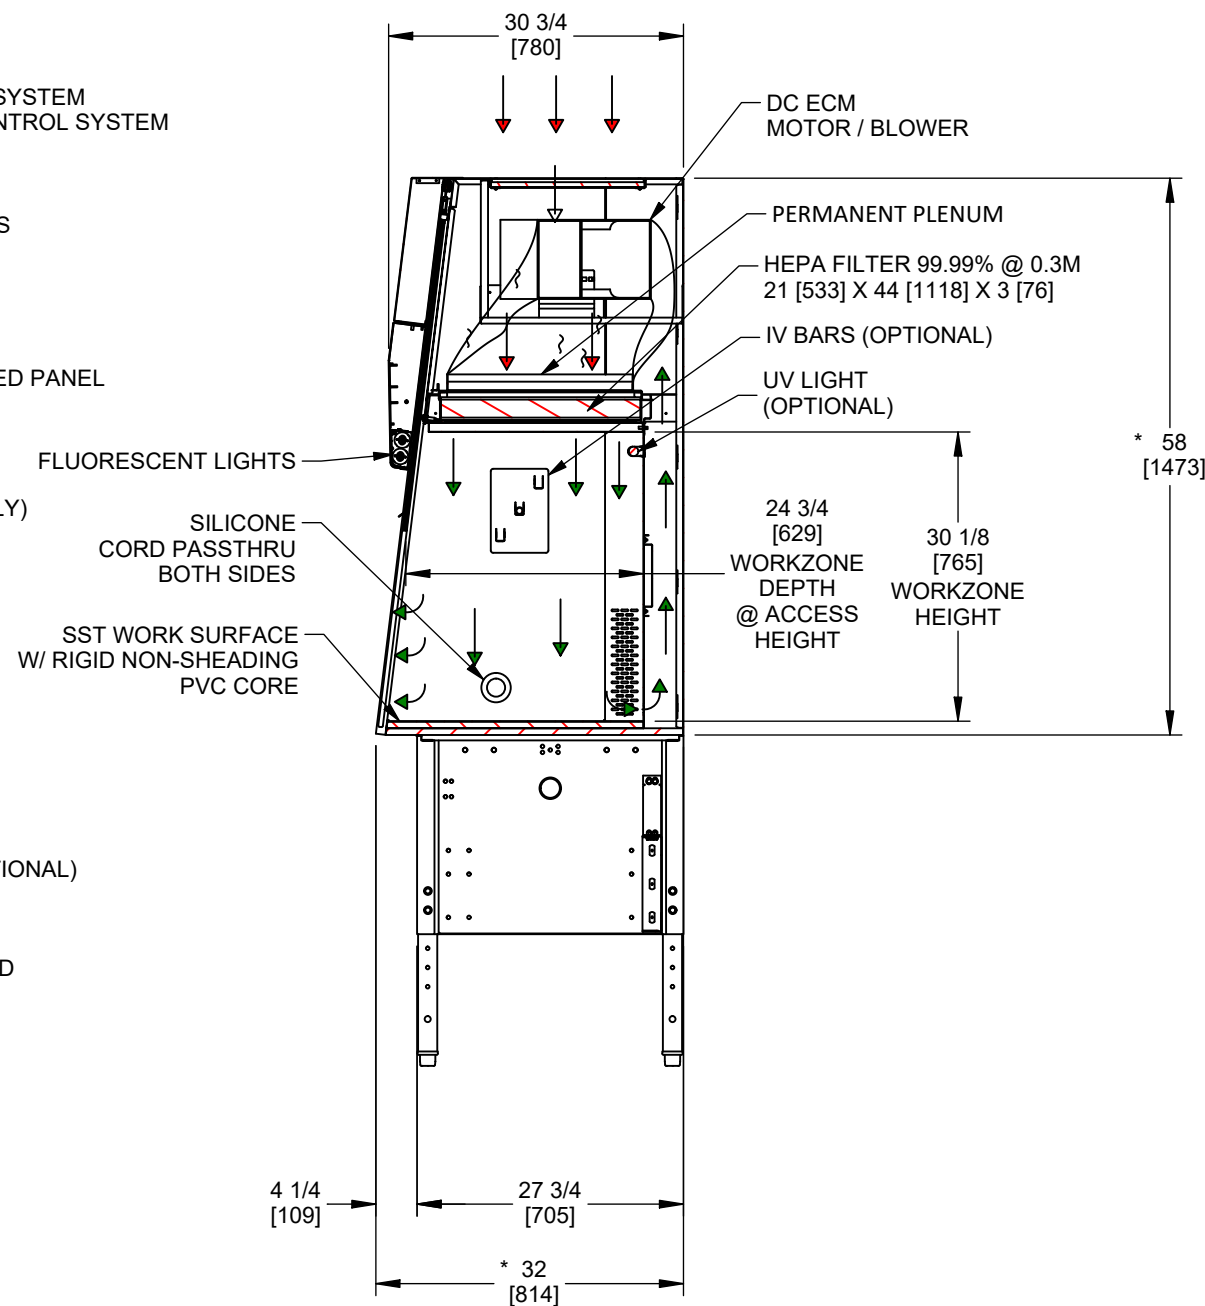 30 3/4
[780]
SYSTEM
NTROL SYSTEM
DC ECM
MOTOR / BLOWER
S
PERMANENT PLENUM
HEPA FILTER 99.99% @ 0.3M
21 [533] X 44 [1118] X 3 [76]
IV BARS (OPTIONAL)
ED PANEL
UV LIGHT
(OPTIONAL)
FLUORESCENT LIGHTS
* 58
[1473]
LY)
SILICONE
CORD PASSTHRU
BOTH SIDES
24 3/4
[629]
WORKZONE
DEPTH
@ ACCESS
HEIGHT
30 1/8
[765]
WORKZONE
HEIGHT
SST WORK SURFACE
W/ RIGID NON-SHEADING
PVC CORE
TIONAL)
D
4 1/4
[109]
27 3/4
[705]
* 32
[814]